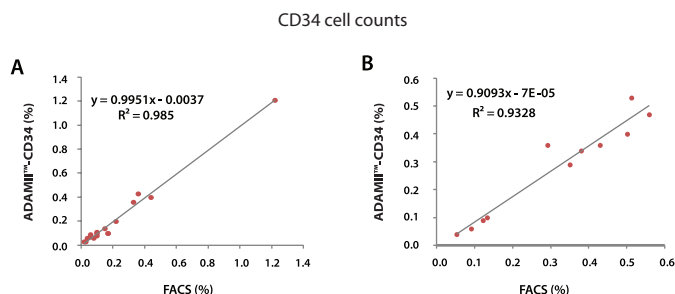 CD34 cell counts
A
y = 0.9951x - 0.0037
R² = 0.985
ADAMII™-CD34 (%)
1.4
1.2
1.0
0.8
0.6
0.4
0.2
0.0
0.0 0.2 0.4 0.6 0.8 1.0 1.2 1.4
FACS (%)
B
y = 0.9093x - 7E-05
R² = 0.9328
ADAMII™-CD34 (%)
0.6
0.5
0.4
0.3
0.2
0.1
0.0
0.0 0.1 0.2 0.3 0.4 0.5 0.6
FACS (%)